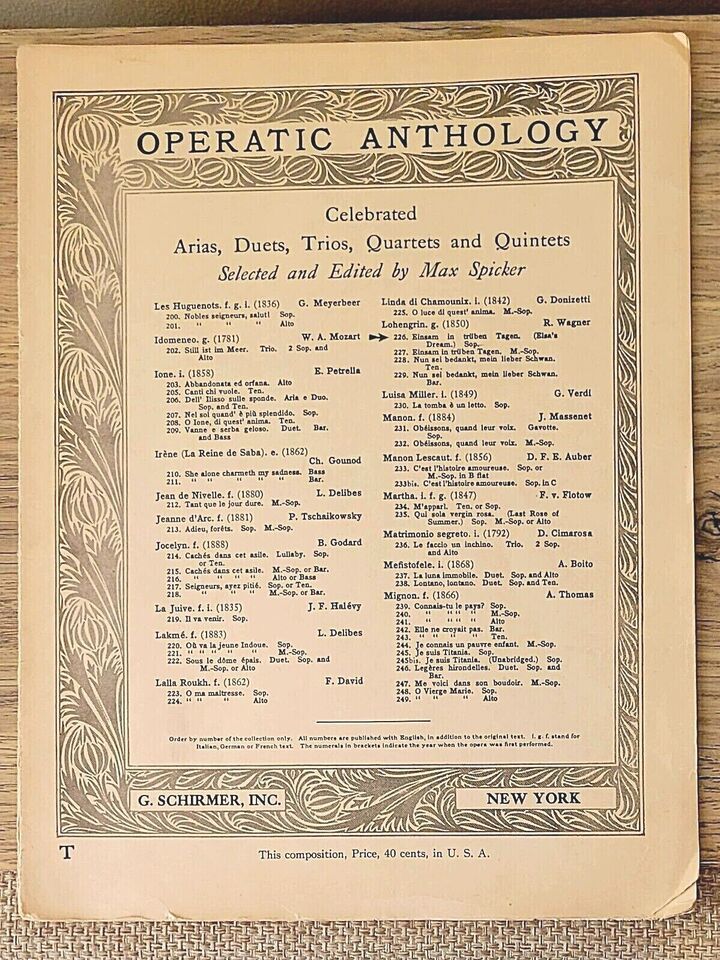 OPERATIC ANTHOLOGY
Celebrated
Arias, Duets, Trios, Quartets and Quintets
Selected and Edited by Max Spicker
Les Huguenots. f. g. i. (1836) G. Meyerbeer
200. Nobles seigneurs, salut! Sop.
201. " " " Alto
Idomeneo. g. (1781) W. A. Mozart
202. Still ist im Meer. Trio. 2 Sop. and
Alto
Ione. i. (1858) E. Petrella
203. Abbandonata ed orfana. Alto
205. Canti chi vuole. Ten.
206. Dell' Ilisso sulle sponde. Aria e Duo.
Sop. and Ten.
207. Nel sol quand' è più splendido. Sop.
208. O Ione, di quest' anima. Ten.
209. Vanne e serba geloso. Duet. Bar.
and Bass
Irène (La Reine de Saba). e. (1862)
Ch. Gounod
210. She alone charmeth my sadness. Bass
211. " " " " Bar.
Jean de Nivelle. f. (1880) L. Delibes
212. Tant que le jour dure. M.-Sop.
Jeanne d'Arc. f. (1881) P. Tschaikowsky
213. Adieu, forêts. Sop. or M.-Sop.
Jocelyn. f. (1888) B. Godard
214. Cachés dans cet asile. Lullaby. Sop.
or Ten.
215. Cachés dans cet asile. M.-Sop. or Bar.
216. " " " " Alto or Bass
217. Seigneurs, ayez pitié. Sop. or Ten.
218. " " " M.-Sop. or Bar.
La Juive. f. i. (1835) J. F. Halévy
219. Il va venir. Sop.
Lakmé. f. (1883) L. Delibes
220. Où va la jeune Indoue. Sop.
221. " " " " " M.-Sop.
222. Sous le dôme épais. Duet. Sop. and
M.-Sop. or Alto
Lalla Roukh. f. (1862) F. David
223. O ma maîtresse. Sop.
224. " " " Alto
Linda di Chamounix. i. (1842) G. Donizetti
225. O luce di quest' anima. M.-Sop.
Lohengrin. g. (1850) R. Wagner
226. Einsam in trüben Tagen. (Elsa's
Dream.) Sop.
227. Einsam in trüben Tagen. M.-Sop.
228. Nun sei bedankt, mein lieber Schwan.
Ten.
229. Nun sei bedankt, mein lieber Schwan.
Bar.
Luisa Miller. i. (1849) G. Verdi
230. La tomba è un letto. Sop.
Manon. f. (1884) J. Massenet
231. Obéissons, quand leur voix. Gavotte.
Sop.
232. Obéissons, quand leur voix. M.-Sop.
Manon Lescaut. f. (1856) D. F. E. Auber
233. C'est l'histoire amoureuse. Sop. or
M.-Sop. in B flat
233bis. C'est l'histoire amoureuse. Sop. in C
Martha. i. f. g. (1847) F. v. Flotow
234. M'apparì. Ten. or Sop.
235. Qui sola vergin rosa. (Last Rose of
Summer.) Sop. M.-Sop. or Alto
Matrimonio segreto. i. (1792) D. Cimarosa
236. Le faccio un inchino. Trio. 2 Sop.
and Alto
Mefistofele. i. (1868) A. Boito
237. La luna immobile. Duet. Sop. and Alto
238. Lontano, lontano. Duet. Sop. and Ten.
Mignon. f. (1866) A. Thomas
239. Connais-tu le pays? Sop.
240. " " " " M.-Sop.
241. " " " " Alto
242. Elle ne croyait pas. Bar.
243. " " " " Ten.
244. Je connais un pauvre enfant. M.-Sop.
245. Je suis Titania. Sop.
245bis. Je suis Titania. (Unabridged.) Sop.
246. Legères hirondelles. Duet. Sop. and
Bar.
247. Me voici dans son boudoir. M.-Sop.
248. O Vierge Marie. Sop.
249. " " " Alto
Order by number of the collection only. All numbers are published with English, in addition to the original text. i. g. f. stand for
Italian, German or French text. The numerals in brackets indicate the year when the opera was first performed.
G. SCHIRMER, INC. NEW YORK
T This composition, Price, 40 cents, in U. S. A.